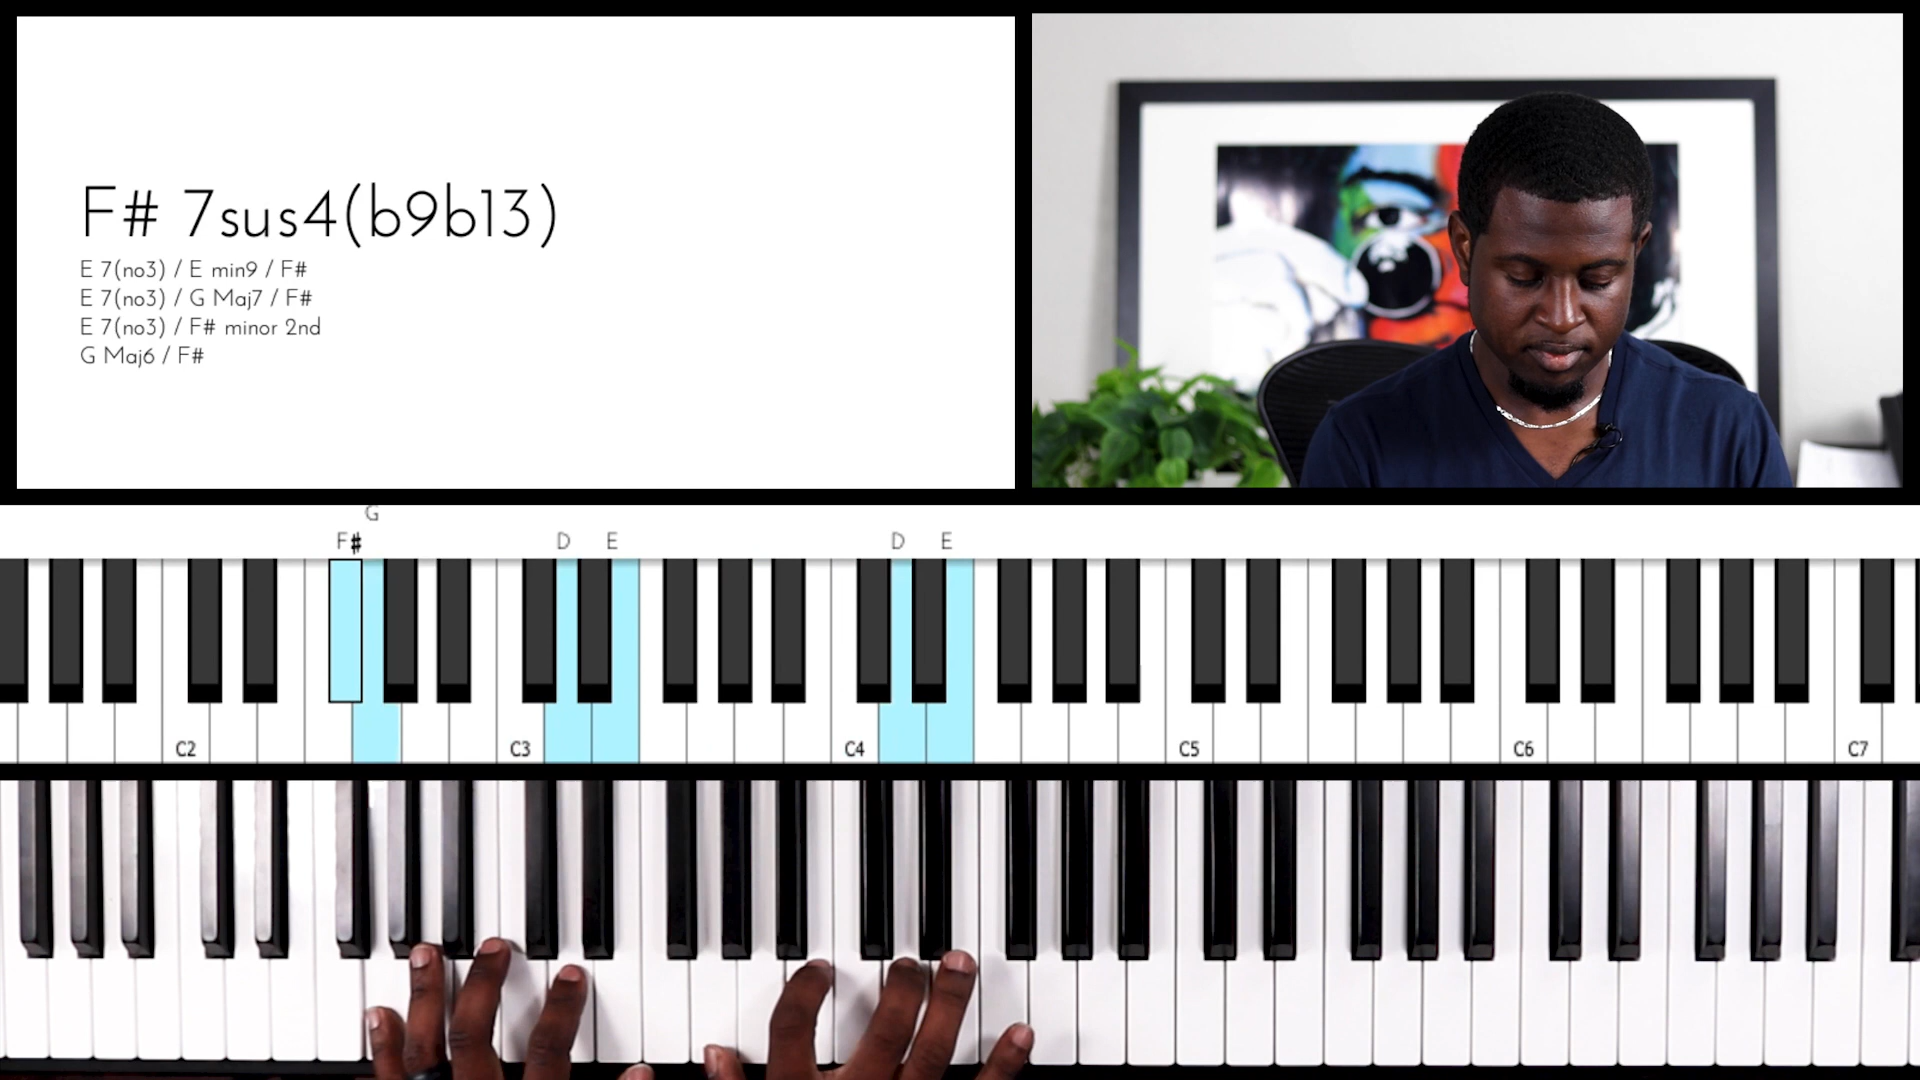 F# 7sus4(b9b13)
E 7(no3) / E min9 / F#
E 7(no3) / G Maj7 / F#
E 7(no3) / F# minor 2nd
G Maj6 / F#
G
F# D E D E
C2 C3 C4 C5 C6 C7